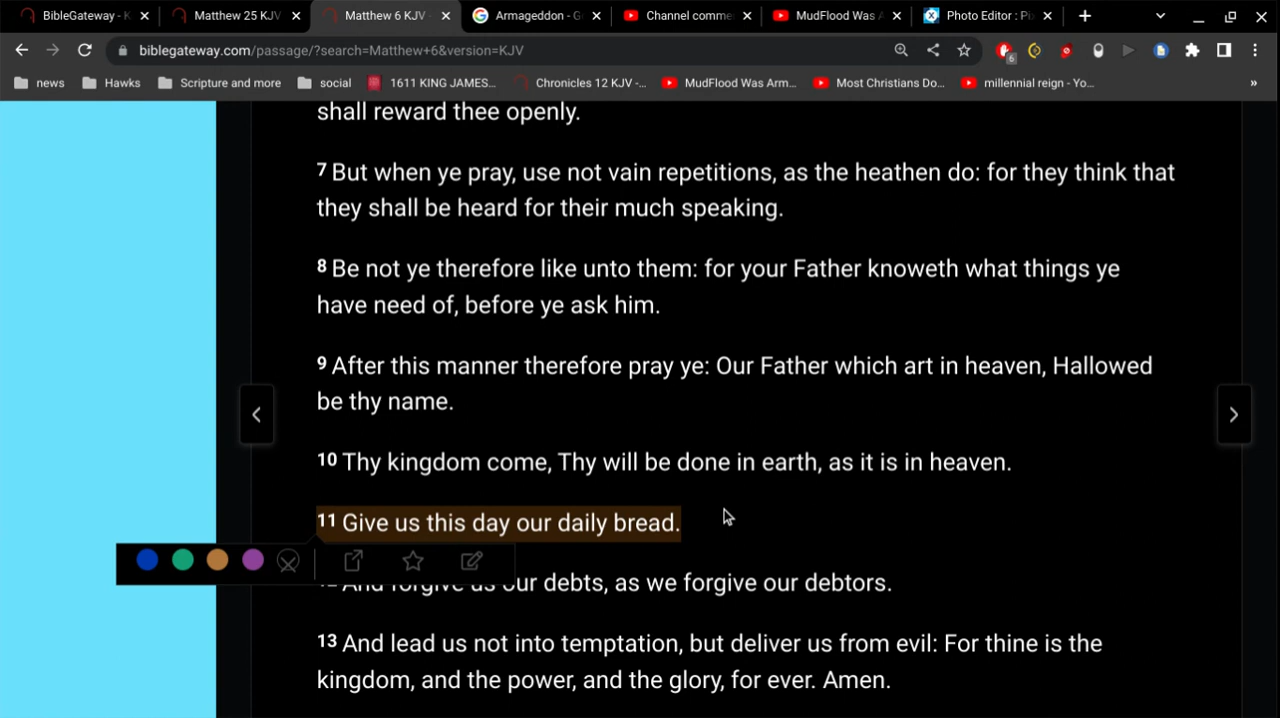 BibleGateway - K
Matthew 25 KJV
Matthew 6 KJV -
Armageddon - G
Channel comme
MudFlood Was A
Photo Editor : Pi
biblegateway.com/passage/?search=Matthew+6&version=KJV
6
news
Hawks
Scripture and more
social
1611 KING JAMES...
Chronicles 12 KJV -...
MudFlood Was Arm...
Most Christians Do...
millennial reign - Yo...
»
shall reward thee openly.
7 But when ye pray, use not vain repetitions, as the heathen do: for they think that
they shall be heard for their much speaking.
8 Be not ye therefore like unto them: for your Father knoweth what things ye
have need of, before ye ask him.
9 After this manner therefore pray ye: Our Father which art in heaven, Hallowed
be thy name.
10 Thy kingdom come, Thy will be done in earth, as it is in heaven.
11 Give us this day our daily bread.
12 And forgive us our debts, as we forgive our debtors.
13 And lead us not into temptation, but deliver us from evil: For thine is the
kingdom, and the power, and the glory, for ever. Amen.